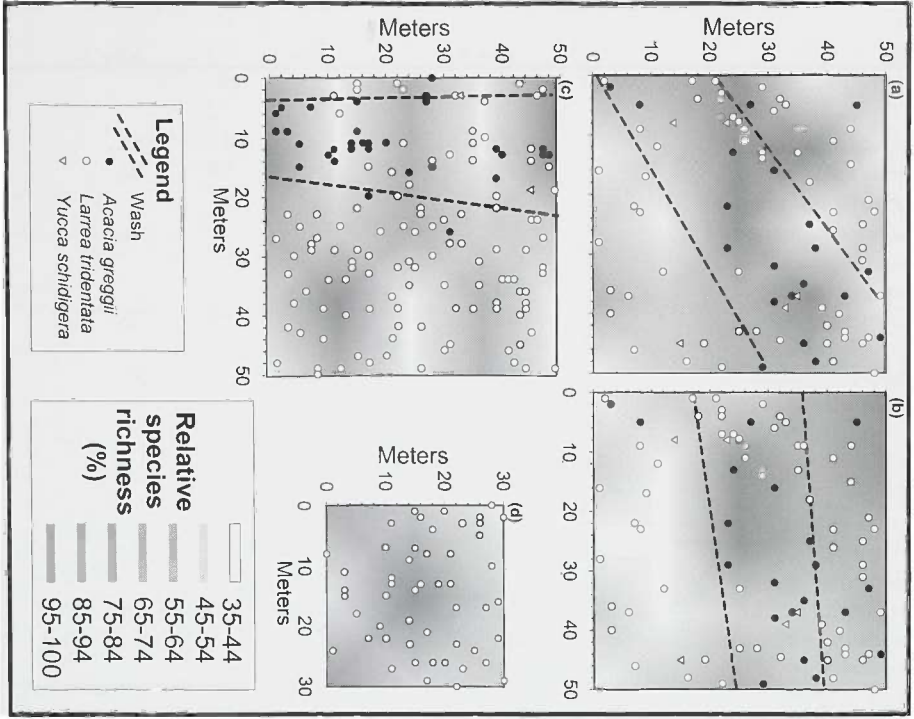 (a)
Meters
50
40
30
20
10
0
(b)
0
10
20
30
40
50
(c)
Meters
50
40
30
20
10
0
0
10
20
30
40
50
Meters
(d)
Meters
30
20
10
0
0
10
20
30
Meters
Legend
Wash
Acacia greggii
Larrea tridentata
Yucca schidigera
Relative
species
richness
(%)
35-44
45-54
55-64
65-74
75-84
85-94
95-100